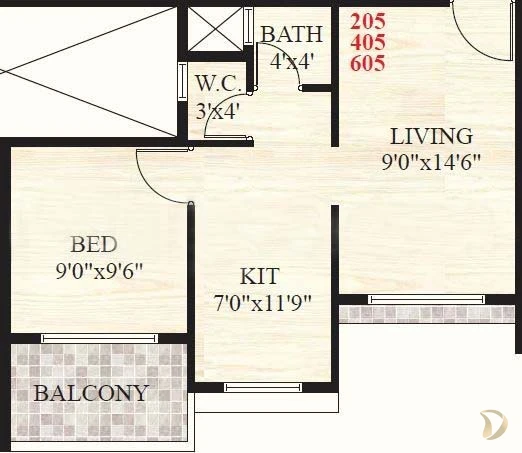 205
405
605
BATH
4'x4'
W.C.
3'x4'
LIVING
9'0"x14'6"
BED
9'0"x9'6"
KIT
7'0"x11'9"
BALCONY